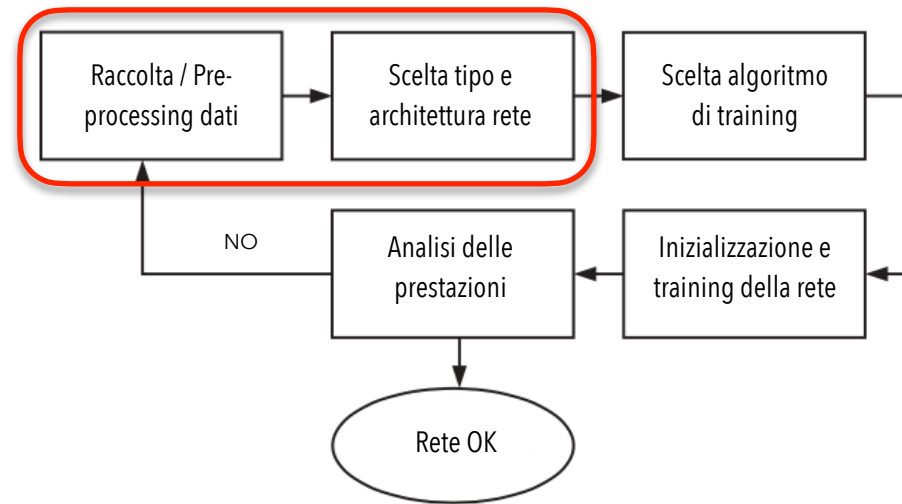 Raccolta / Pre-
processing dati
Scelta tipo e
architettura rete
Scelta algoritmo
di training
NO
Analisi delle
prestazioni
Inizializzazione e
training della rete
Rete OK